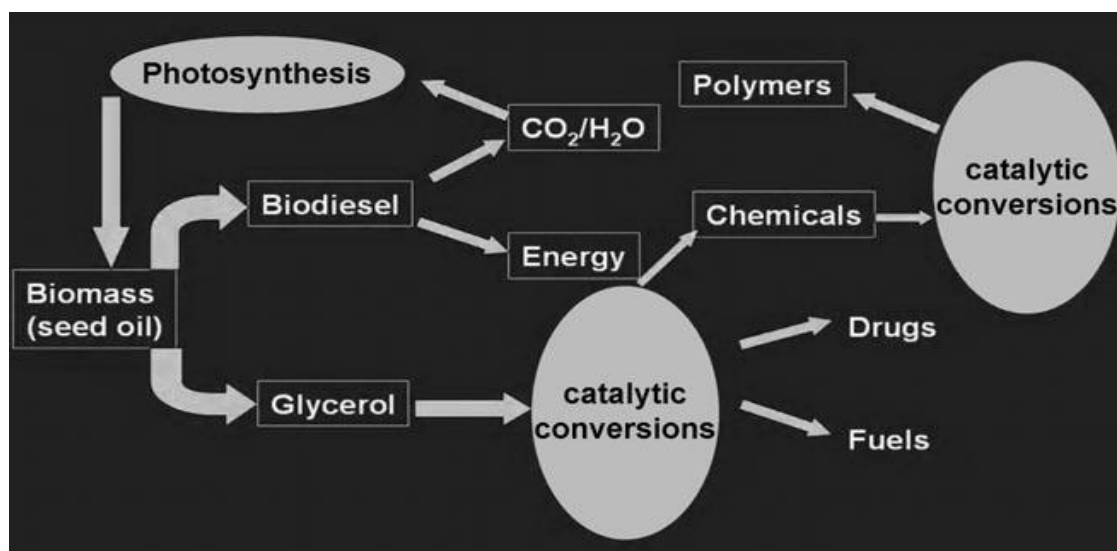 Photosynthesis
Polymers
CO₂/H₂O
catalytic
conversions
Biodiesel
Chemicals
Energy
Biomass
(seed oil)
Drugs
Glycerol
catalytic
conversions
Fuels